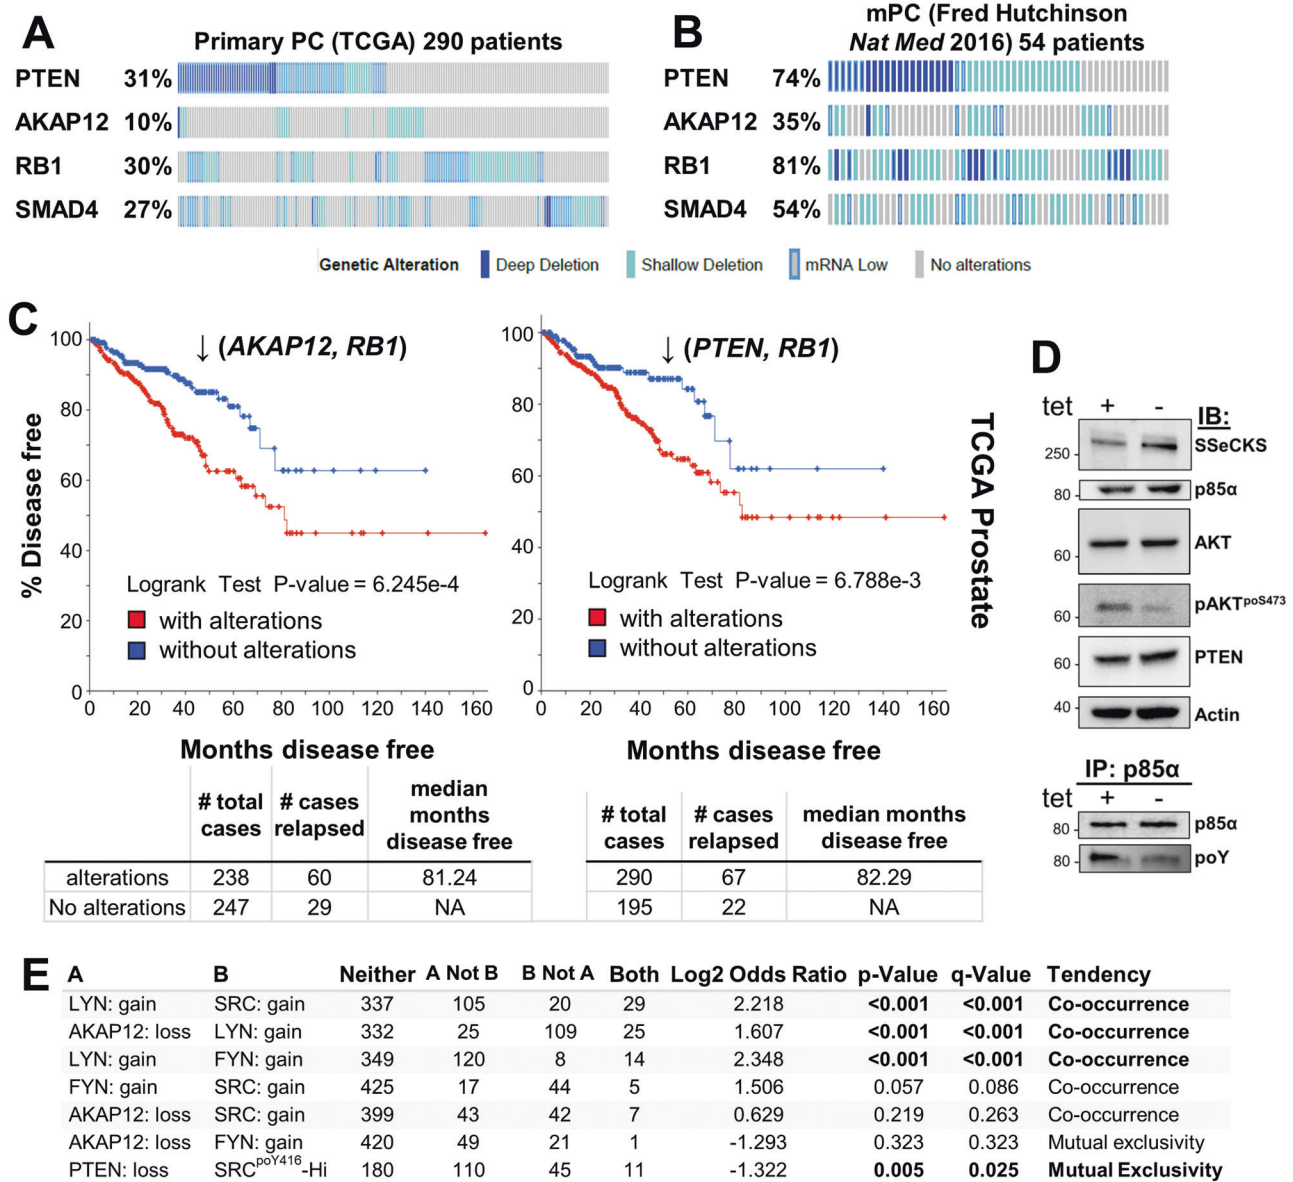 A
Primary PC (TCGA) 290 patients
PTEN 31%
AKAP12 10%
RB1 30%
SMAD4 27%
B
mPC (Fred Hutchinson
Nat Med 2016) 54 patients
PTEN 74%
AKAP12 35%
RB1 81%
SMAD4 54%
Genetic Alteration Deep Deletion Shallow Deletion mRNA Low No alterations
C
% Disease free
100
80
60
40
20
0
↓ (AKAP12, RB1)
Logrank Test P-value = 6.245e-4
with alterations
without alterations
0 20 40 60 80 100 120 140 160
Months disease free
100
80
60
40
20
0
↓ (PTEN, RB1)
Logrank Test P-value = 6.788e-3
with alterations
without alterations
0 20 40 60 80 100 120 140 160
Months disease free
TCGA Prostate
# total cases # cases relapsed median months disease free
alterations 238 60 81.24
No alterations 247 29 NA
# total cases # cases relapsed median months disease free
290 67 82.29
195 22 NA
D
tet + - IB:
250 SSeCKS
80 p85α
60 AKT
60 pAKTpoS473
60 PTEN
40 Actin
IP: p85α
tet + -
80 p85α
80 poY
E
A B Neither A Not B B Not A Both Log2 Odds Ratio p-Value q-Value Tendency
LYN: gain SRC: gain 337 105 20 29 2.218 <0.001 <0.001 Co-occurrence
AKAP12: loss LYN: gain 332 25 109 25 1.607 <0.001 <0.001 Co-occurrence
LYN: gain FYN: gain 349 120 8 14 2.348 <0.001 <0.001 Co-occurrence
FYN: gain SRC: gain 425 17 44 5 1.506 0.057 0.086 Co-occurrence
AKAP12: loss SRC: gain 399 43 42 7 0.629 0.219 0.263 Co-occurrence
AKAP12: loss FYN: gain 420 49 21 1 -1.293 0.323 0.323 Mutual exclusivity
PTEN: loss SRCpoY416-Hi 180 110 45 11 -1.322 0.005 0.025 Mutual Exclusivity